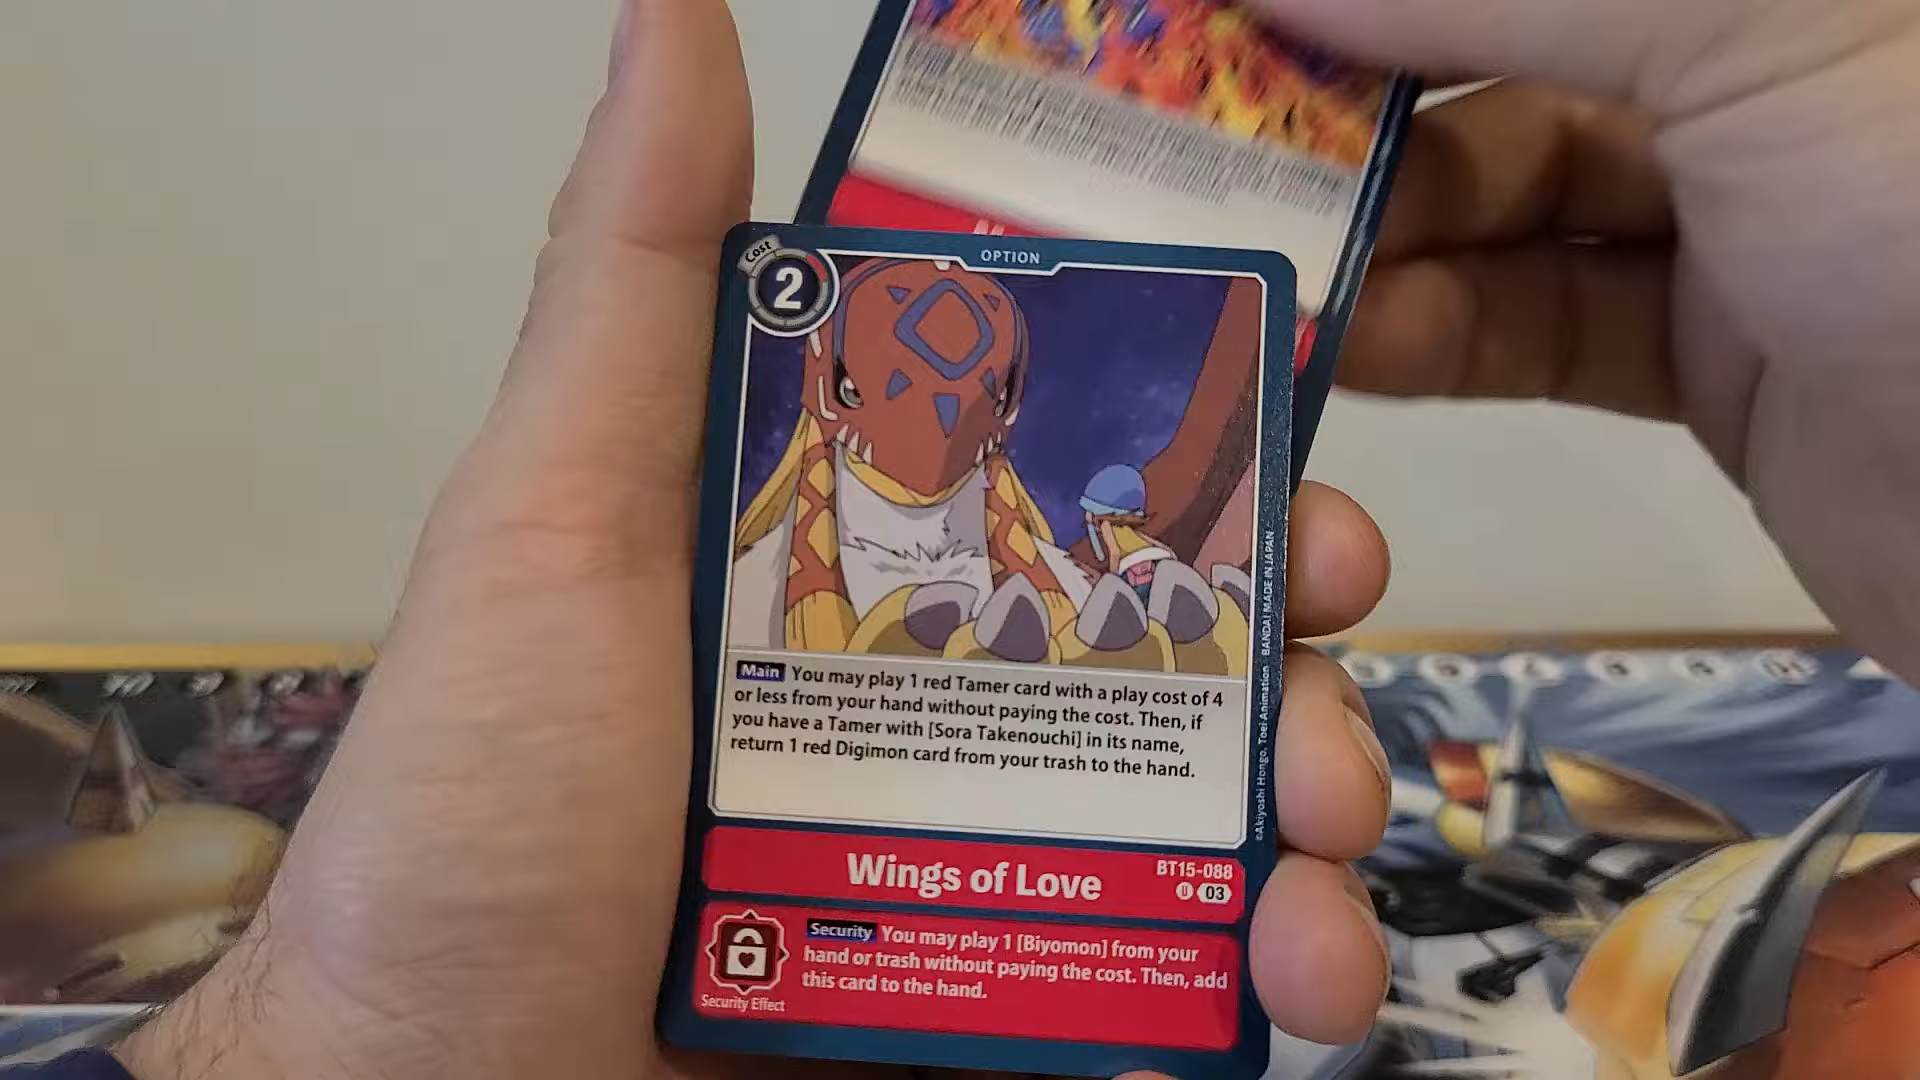 Cost
2
OPTION
Main You may play 1 red Tamer card with a play cost of 4
or less from your hand without paying the cost. Then, if
you have a Tamer with [Sora Takenouchi] in its name,
return 1 red Digimon card from your trash to the hand.
©Akiyoshi Hongo, Toei Animation BANDAI MADE IN JAPAN
Wings of Love
BT15-088
U 03
Security You may play 1 [Biyomon] from your
hand or trash without paying the cost. Then, add
this card to the hand.
Security Effect